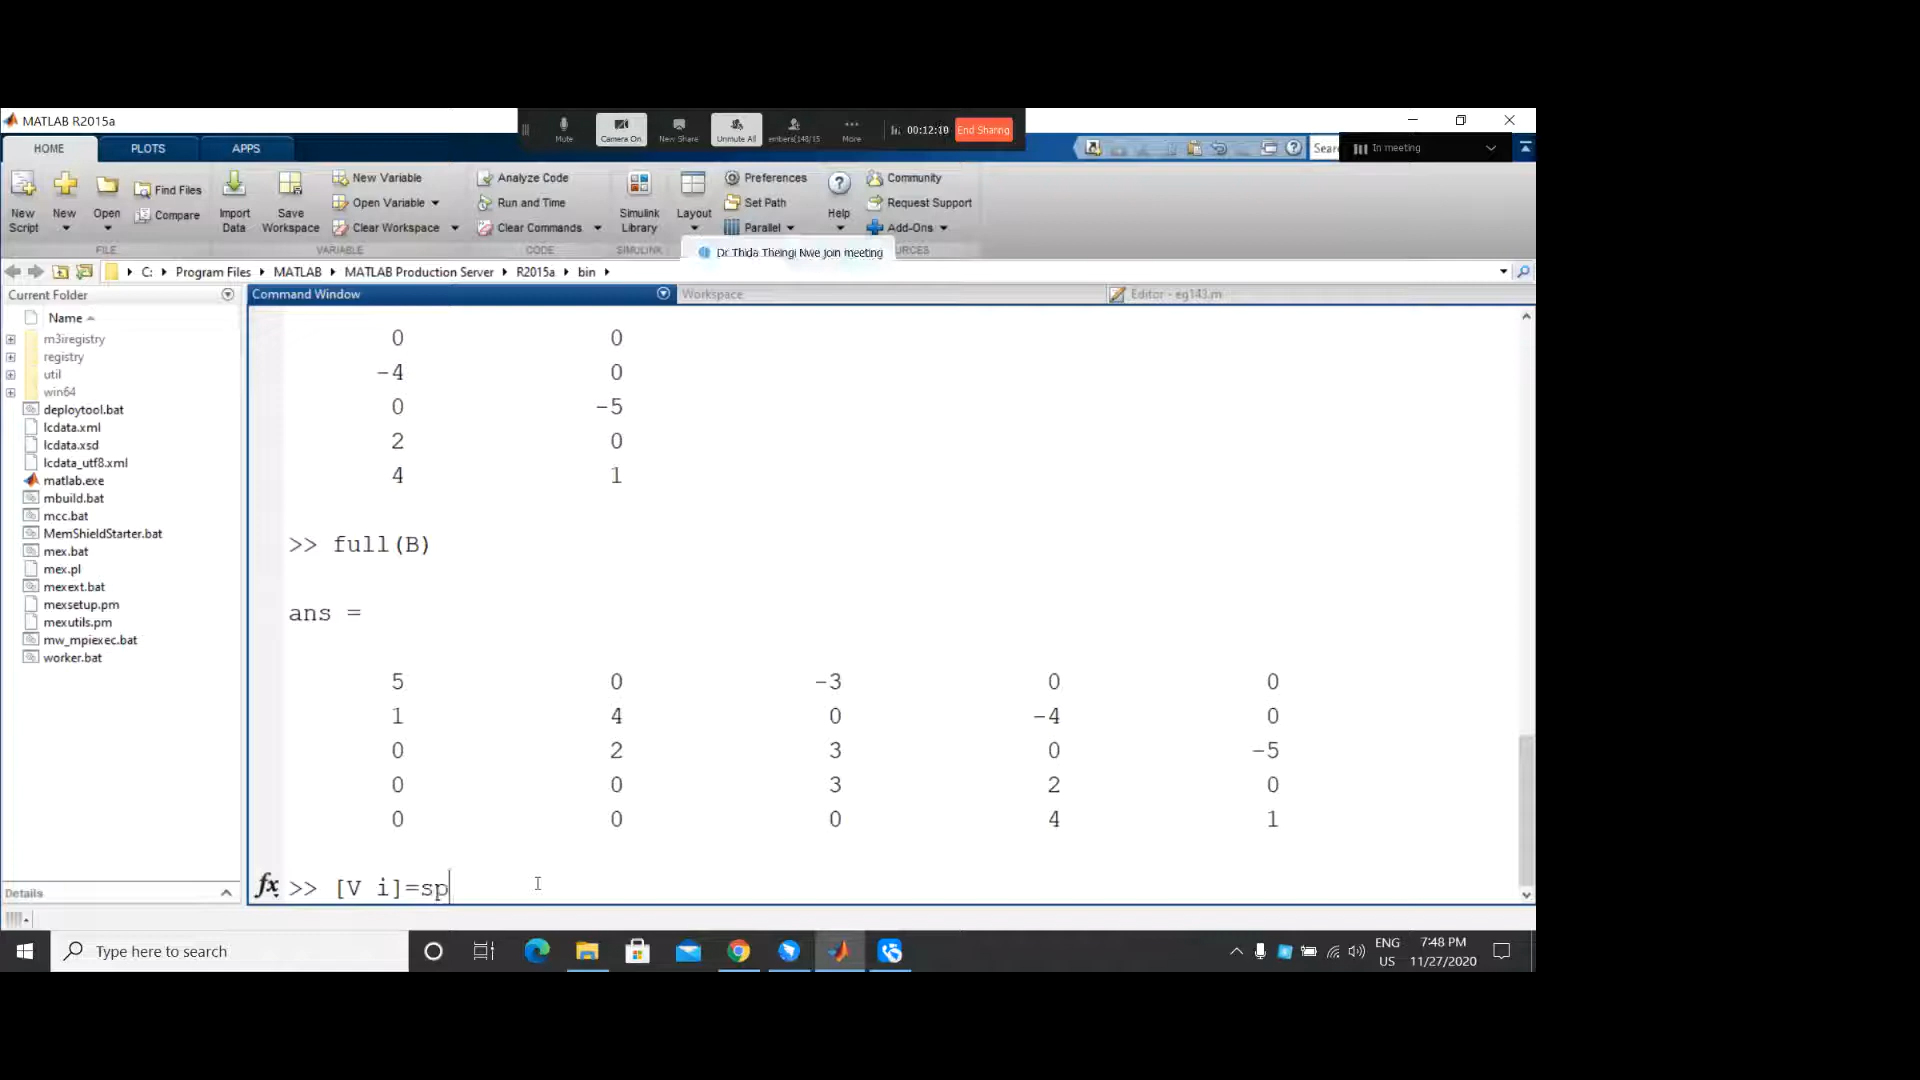 MATLAB R2015a
Mute
Camera On
New Share
Unmute All
More
00:12:10
End Sharing
HOME
PLOTS
APPS
In meeting
New Script
New
Open
Find Files
Compare
FILE
Import Data
Save Workspace
New Variable
Open Variable
Clear Workspace
VARIABLE
Analyze Code
Run and Time
Clear Commands
CODE
Simulink Library
SIMULINK
Layout
Preferences
Set Path
Parallel
Help
Community
Request Support
Add-Ons
Dr Thida Theingi Nwe join meeting
C: Program Files MATLAB MATLAB Production Server R2015a bin
Current Folder
Name
m3iregistry
registry
util
win64
deploytool.bat
lcdata.xml
lcdata.xsd
lcdata_utf8.xml
matlab.exe
mbuild.bat
mcc.bat
MemShieldStarter.bat
mex.bat
mex.pl
mexext.bat
mexsetup.pm
mexutils.pm
mw_mpiexec.bat
worker.bat
Details
Command Window
Workspace
Editor - eg143.m
0 0
-4 0
0 -5
2 0
4 1
>> full(B)
ans =
5 0 -3 0 0
1 4 0 -4 0
0 2 3 0 -5
0 0 3 2 0
0 0 0 4 1
fx >> [V i]=sp
Type here to search
ENG
US
7:48 PM
11/27/2020